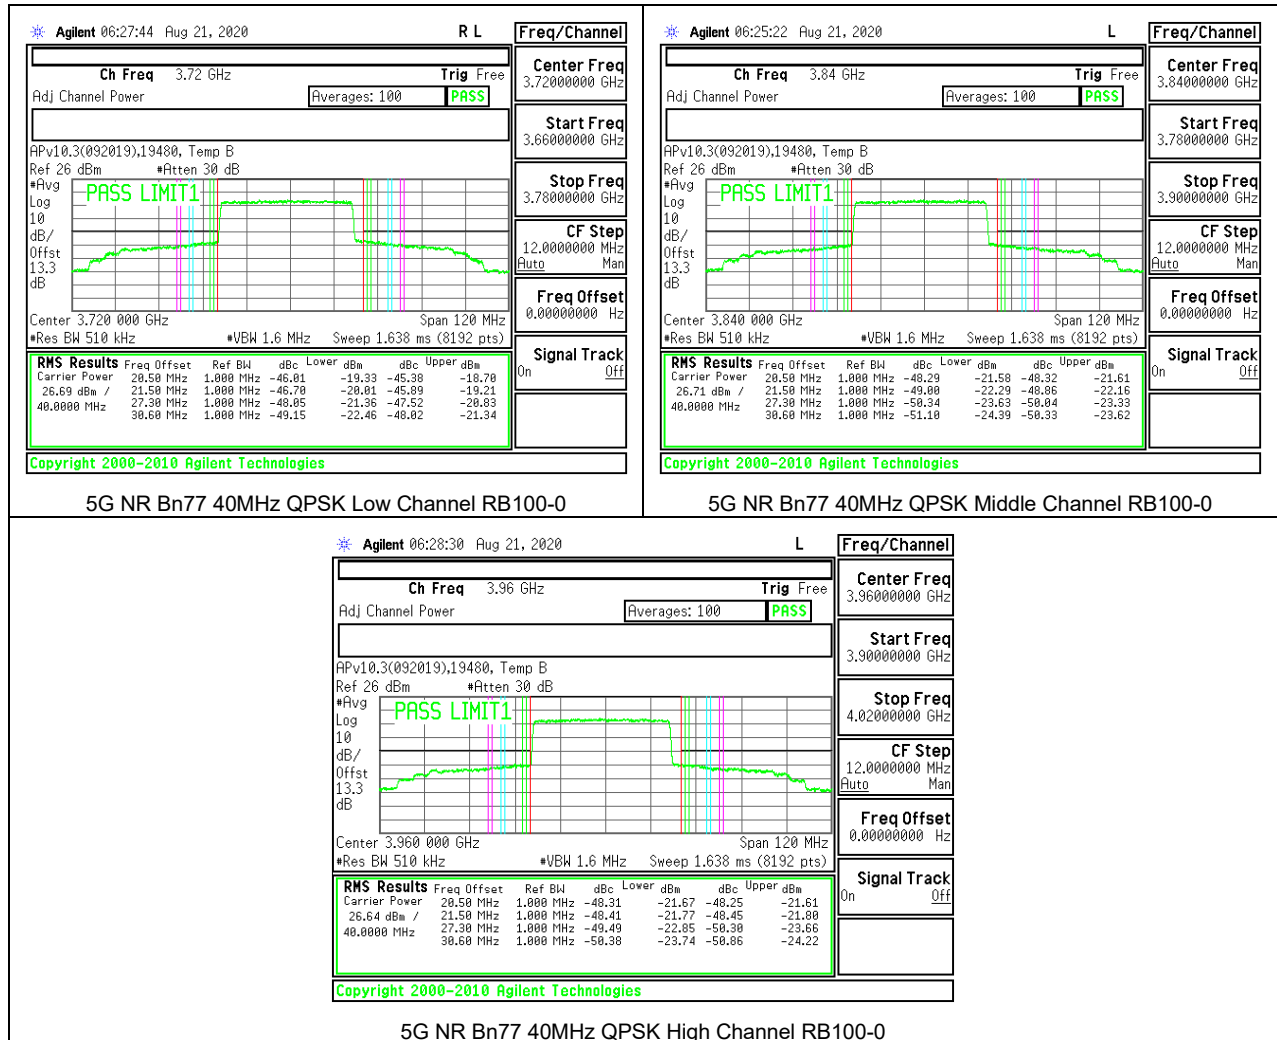 Agilent 06:27:44 Aug 21, 2020 R L Freq/Channel
Ch Freq 3.72 GHz Trig Free
Adj Channel Power Averages: 100 PASS
APv10.3(092019),19480, Temp B
Ref 26 dBm #Atten 30 dB
#Avg
Log
10
dB/
Offst
13.3
dB
PASS LIMIT1
Center 3.720 000 GHz Span 120 MHz
#Res BW 510 kHz #VBW 1.6 MHz Sweep 1.638 ms (8192 pts)
RMS Results Freq Offset Ref BW dBc Lower dBm dBc Upper dBm
Carrier Power 20.50 MHz 1.000 MHz -46.01 -19.33 -45.38 -18.70
26.69 dBm / 21.50 MHz 1.000 MHz -46.70 -20.01 -45.89 -19.21
40.0000 MHz 27.30 MHz 1.000 MHz -48.05 -21.36 -47.52 -20.83
30.60 MHz 1.000 MHz -49.15 -22.46 -48.02 -21.34
Copyright 2000-2010 Agilent Technologies
Center Freq
3.72000000 GHz
Start Freq
3.66000000 GHz
Stop Freq
3.78000000 GHz
CF Step
12.0000000 MHz
Auto Man
Freq Offset
0.00000000 Hz
Signal Track
On Off
5G NR Bn77 40MHz QPSK Low Channel RB100-0
Agilent 06:25:22 Aug 21, 2020 L Freq/Channel
Ch Freq 3.84 GHz Trig Free
Adj Channel Power Averages: 100 PASS
APv10.3(092019),19480, Temp B
Ref 26 dBm #Atten 30 dB
#Avg
Log
10
dB/
Offst
13.3
dB
PASS LIMIT1
Center 3.840 000 GHz Span 120 MHz
#Res BW 510 kHz #VBW 1.6 MHz Sweep 1.638 ms (8192 pts)
RMS Results Freq Offset Ref BW dBc Lower dBm dBc Upper dBm
Carrier Power 20.50 MHz 1.000 MHz -48.29 -21.58 -48.32 -21.61
26.71 dBm / 21.50 MHz 1.000 MHz -49.00 -22.29 -48.86 -22.16
40.0000 MHz 27.30 MHz 1.000 MHz -50.34 -23.63 -50.04 -23.33
30.60 MHz 1.000 MHz -51.10 -24.39 -50.33 -23.62
Copyright 2000-2010 Agilent Technologies
Center Freq
3.84000000 GHz
Start Freq
3.78000000 GHz
Stop Freq
3.90000000 GHz
CF Step
12.0000000 MHz
Auto Man
Freq Offset
0.00000000 Hz
Signal Track
On Off
5G NR Bn77 40MHz QPSK Middle Channel RB100-0
Agilent 06:28:30 Aug 21, 2020 L Freq/Channel
Ch Freq 3.96 GHz Trig Free
Adj Channel Power Averages: 100 PASS
APv10.3(092019),19480, Temp B
Ref 26 dBm #Atten 30 dB
#Avg
Log
10
dB/
Offst
13.3
dB
PASS LIMIT1
Center 3.960 000 GHz Span 120 MHz
#Res BW 510 kHz #VBW 1.6 MHz Sweep 1.638 ms (8192 pts)
RMS Results Freq Offset Ref BW dBc Lower dBm dBc Upper dBm
Carrier Power 20.50 MHz 1.000 MHz -48.31 -21.67 -48.25 -21.61
26.64 dBm / 21.50 MHz 1.000 MHz -48.41 -21.77 -48.45 -21.80
40.0000 MHz 27.30 MHz 1.000 MHz -49.49 -22.85 -50.30 -23.66
30.60 MHz 1.000 MHz -50.38 -23.74 -50.86 -24.22
Copyright 2000-2010 Agilent Technologies
Center Freq
3.96000000 GHz
Start Freq
3.90000000 GHz
Stop Freq
4.02000000 GHz
CF Step
12.0000000 MHz
Auto Man
Freq Offset
0.00000000 Hz
Signal Track
On Off
5G NR Bn77 40MHz QPSK High Channel RB100-0